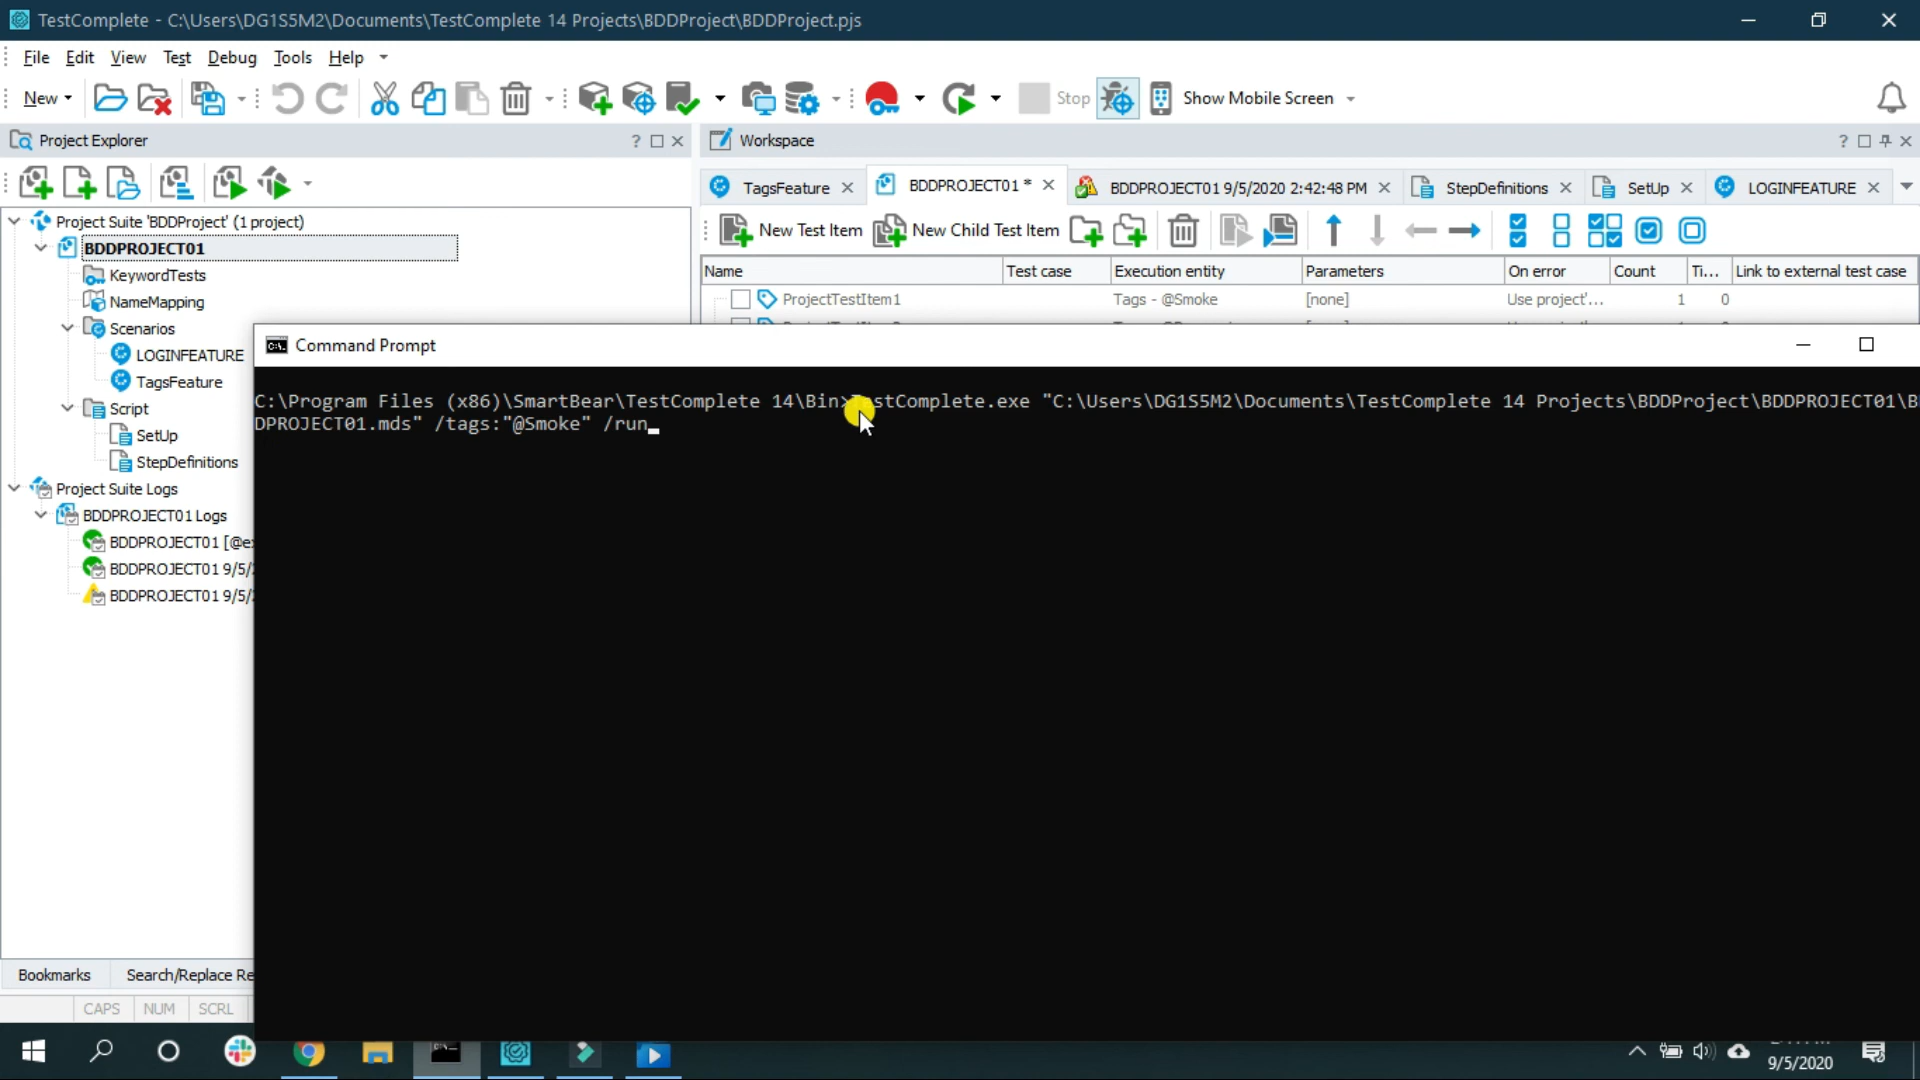 TestComplete - C:\Users\DG1S5M2\Documents\TestComplete 14 Projects\BDDProject\BDDProject.pjs
File Edit View Test Debug Tools Help
New Stop Show Mobile Screen
Project Explorer ?
Workspace ?
TagsFeature BDDPROJECT01 * BDDPROJECT01 9/5/2020 2:42:48 PM StepDefinitions SetUp LOGINFEATURE
New Test Item New Child Test Item
Name Test case Execution entity Parameters On error Count Ti... Link to external test case
ProjectTestItem1 Tags - @Smoke [none] Use project'... 1 0
Project Suite 'BDDProject' (1 project)
BDDPROJECT01
KeywordTests
NameMapping
Scenarios
LOGINFEATURE
TagsFeature
Script
SetUp
StepDefinitions
Project Suite Logs
BDDPROJECT01 Logs
BDDPROJECT01 [@ex
BDDPROJECT01 9/5/
BDDPROJECT01 9/5/
Command Prompt
C:\Program Files (x86)\SmartBear\TestComplete 14\Bin>TestComplete.exe "C:\Users\DG1S5M2\Documents\TestComplete 14 Projects\BDDProject\BDDPROJECT01\B
DPROJECT01.mds" /tags:"@Smoke" /run
Bookmarks Search/Replace Re
CAPS NUM SCRL
9/5/2020